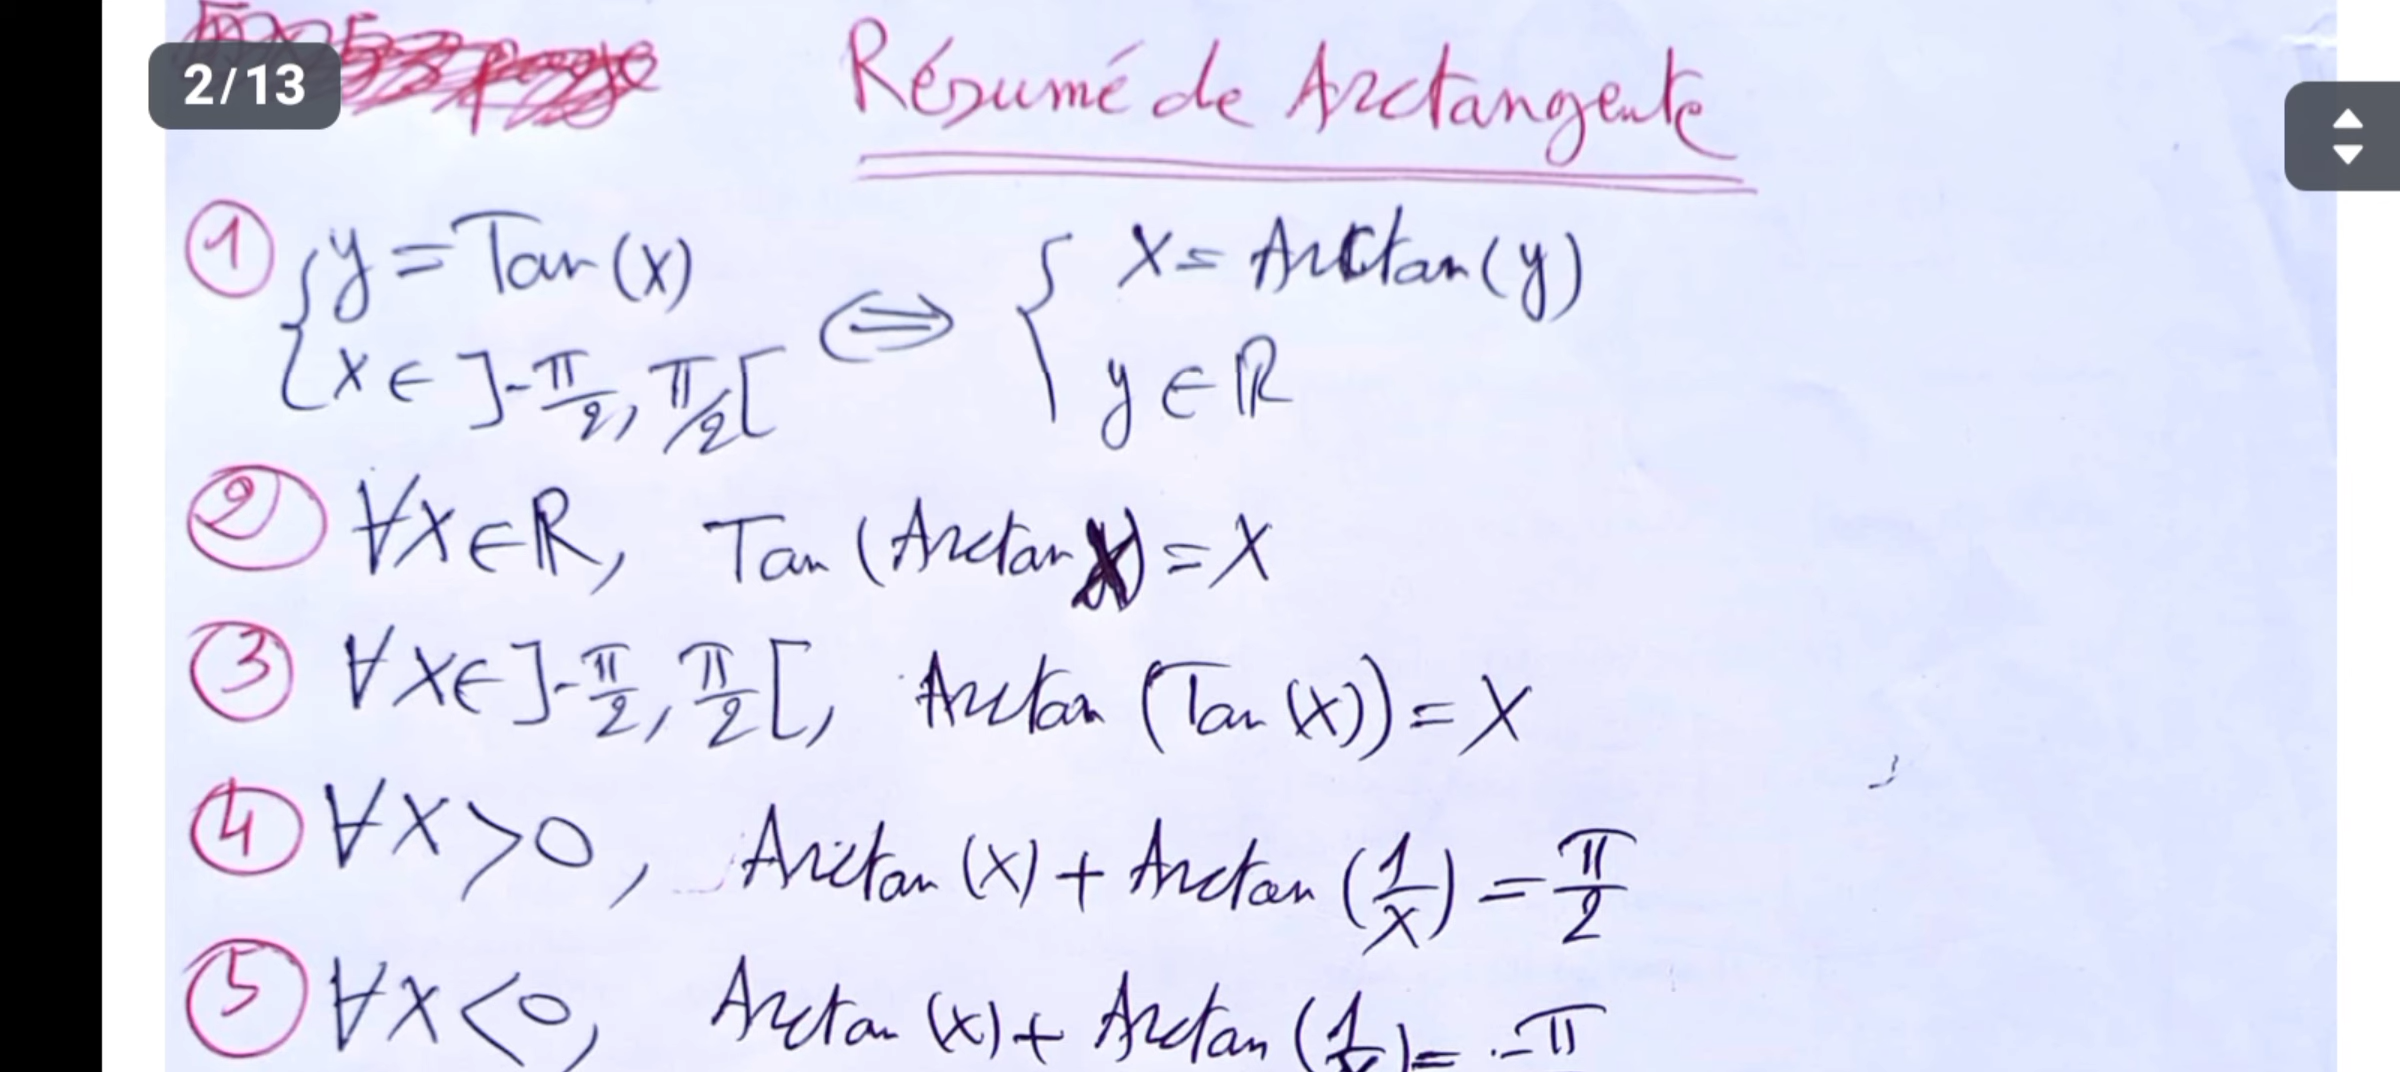 2/13
Résumé de Arctangente
① { y = Tan (x) ⇔ { x = Arctan (y)
x ∈ ]-π/2, π/2[ y ∈ ℝ
② ∀x ∈ ℝ, Tan (Arctan x) = x
③ ∀x ∈ ]-π/2, π/2[, Arctan (Tan (x)) = x
④ ∀x > 0, Arctan (x) + Arctan (1/x) = π/2
⑤ ∀x < 0, Arctan (x) + Arctan (1/x) = -π